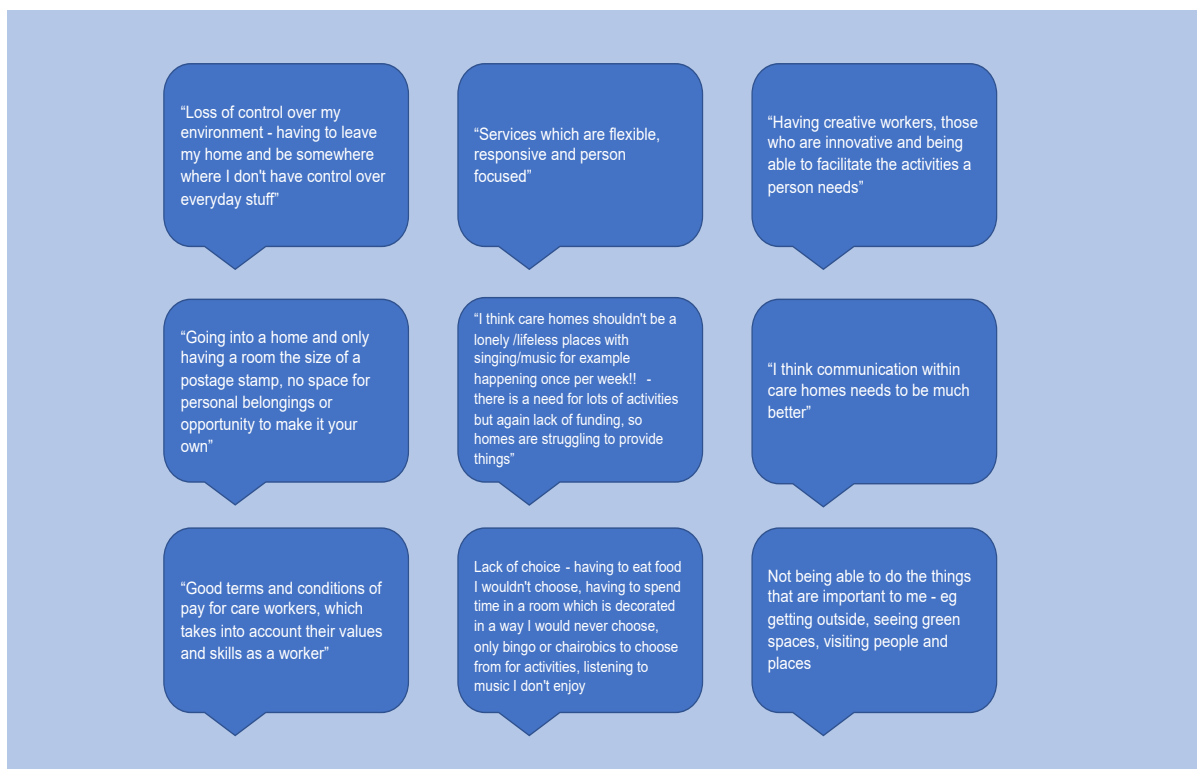 “Loss of control over my
environment - having to leave
my home and be somewhere
where I don't have control over
everyday stuff”
“Services which are flexible,
responsive and person
focused”
“Having creative workers, those
who are innovative and being
able to facilitate the activities a
person needs”
“Going into a home and only
having a room the size of a
postage stamp, no space for
personal belongings or
opportunity to make it your
own”
“I think care homes shouldn't be a
lonely /lifeless places with
singing/music for example
happening once per week!!   -
there is a need for lots of activities
but again lack of funding, so
homes are struggling to provide
things”
“I think communication within
care homes needs to be much
better”
“Good terms and conditions of
pay for care workers, which
takes into account their values
and skills as a worker”
Lack of choice - having to eat food
I wouldn't choose, having to spend
time in a room which is decorated
in a way I would never choose,
only bingo or chairobics to choose
from for activities, listening to
music I don't enjoy
Not being able to do the things
that are important to me - eg
getting outside, seeing green
spaces, visiting people and
places